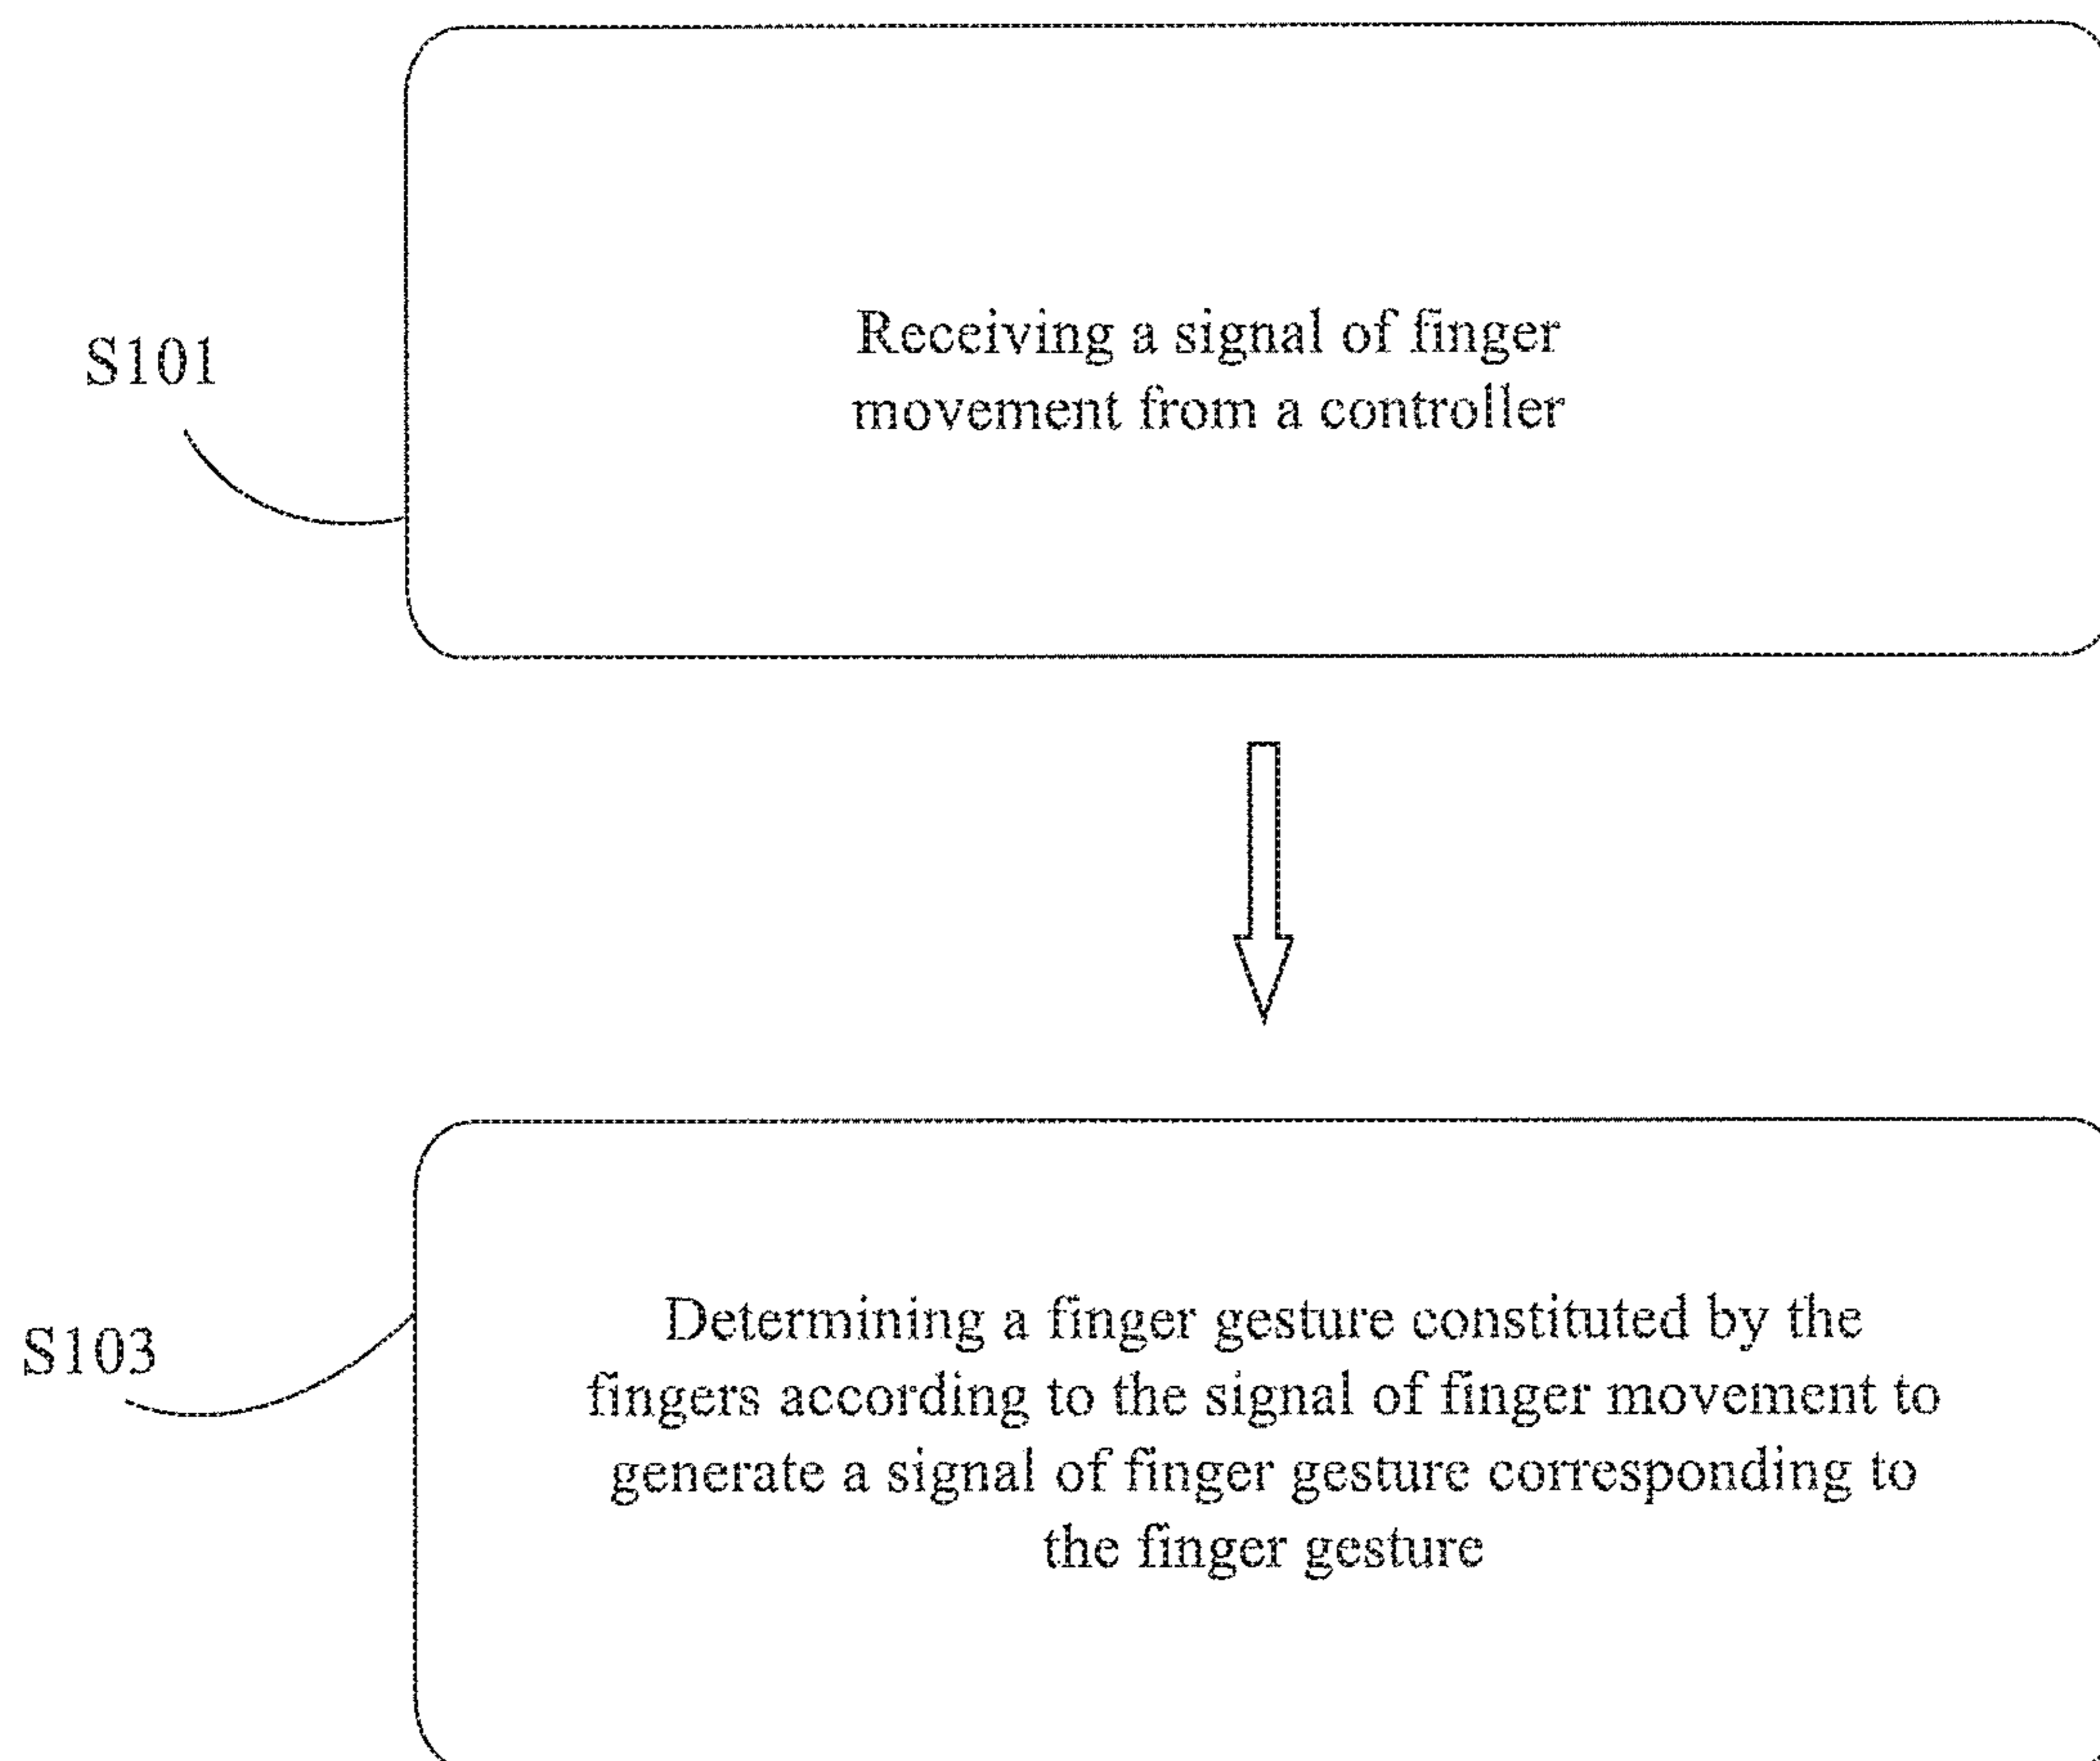 S101
Receiving a signal of finger
movement from a controller
S103
Determining a finger gesture constituted by the
fingers according to the signal of finger movement to
generate a signal of finger gesture corresponding to
the finger gesture